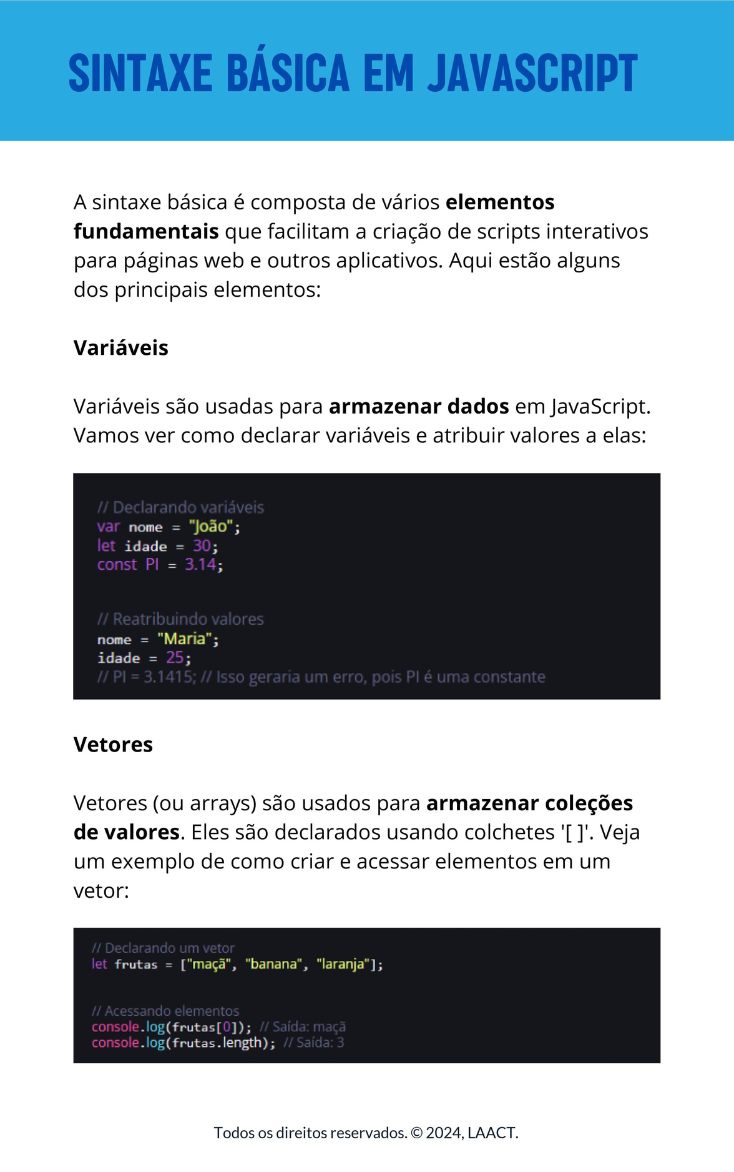 SINTAXE BÁSICA EM JAVASCRIPT
A sintaxe básica é composta de vários elementos
fundamentais que facilitam a criação de scripts interativos
para páginas web e outros aplicativos. Aqui estão alguns
dos principais elementos:
Variáveis
Variáveis são usadas para armazenar dados em JavaScript.
Vamos ver como declarar variáveis e atribuir valores a elas:
// Declarando variáveis
var nome = "João";
let idade = 30;
const PI = 3.14;
// Reatribuindo valores
nome = "Maria";
idade = 25;
// PI = 3.1415; // Isso geraria um erro, pois PI é uma constante
Vetores
Vetores (ou arrays) são usados para armazenar coleções
de valores. Eles são declarados usando colchetes '[ ]'. Veja
um exemplo de como criar e acessar elementos em um
vetor:
// Declarando um vetor
let frutas = ["maçã", "banana", "laranja"];
// Acessando elementos
console.log(frutas[0]); // Saída: maçã
console.log(frutas.length); // Saída: 3
Todos os direitos reservados. © 2024, LAACT.